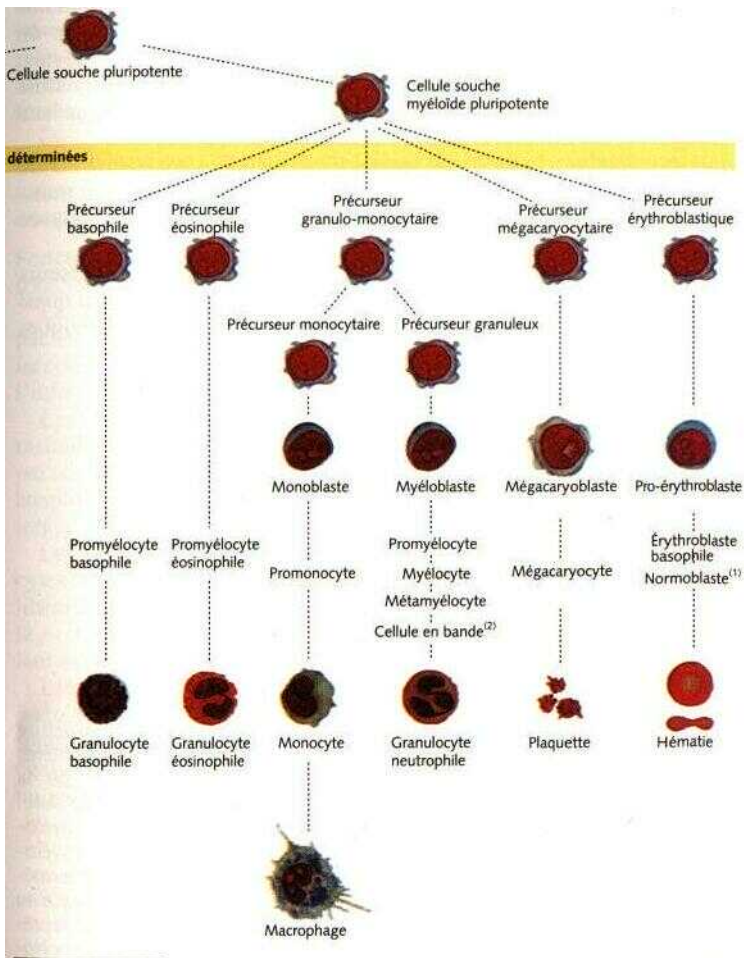 Cellule souche pluripotente
Cellule souche
myéloïde pluripotente
déterminées
Précurseur
basophile
Précurseur
éosinophile
Précurseur
granulo-monocytaire
Précurseur
mégacaryocytaire
Précurseur
érythroblastique
Précurseur monocytaire
Précurseur granuleux
Monoblaste
Myéloblaste
Mégacaryoblaste
Pro-érythroblaste
Promyélocyte
basophile
Promyélocyte
éosinophile
Promonocyte
Promyélocyte
Myélocyte
Métamyélocyte
Cellule en bande(2)
Mégacaryocyte
Érythroblaste
basophile
Normoblaste(1)
Granulocyte
basophile
Granulocyte
éosinophile
Monocyte
Granulocyte
neutrophile
Plaquette
Hématie
Macrophage